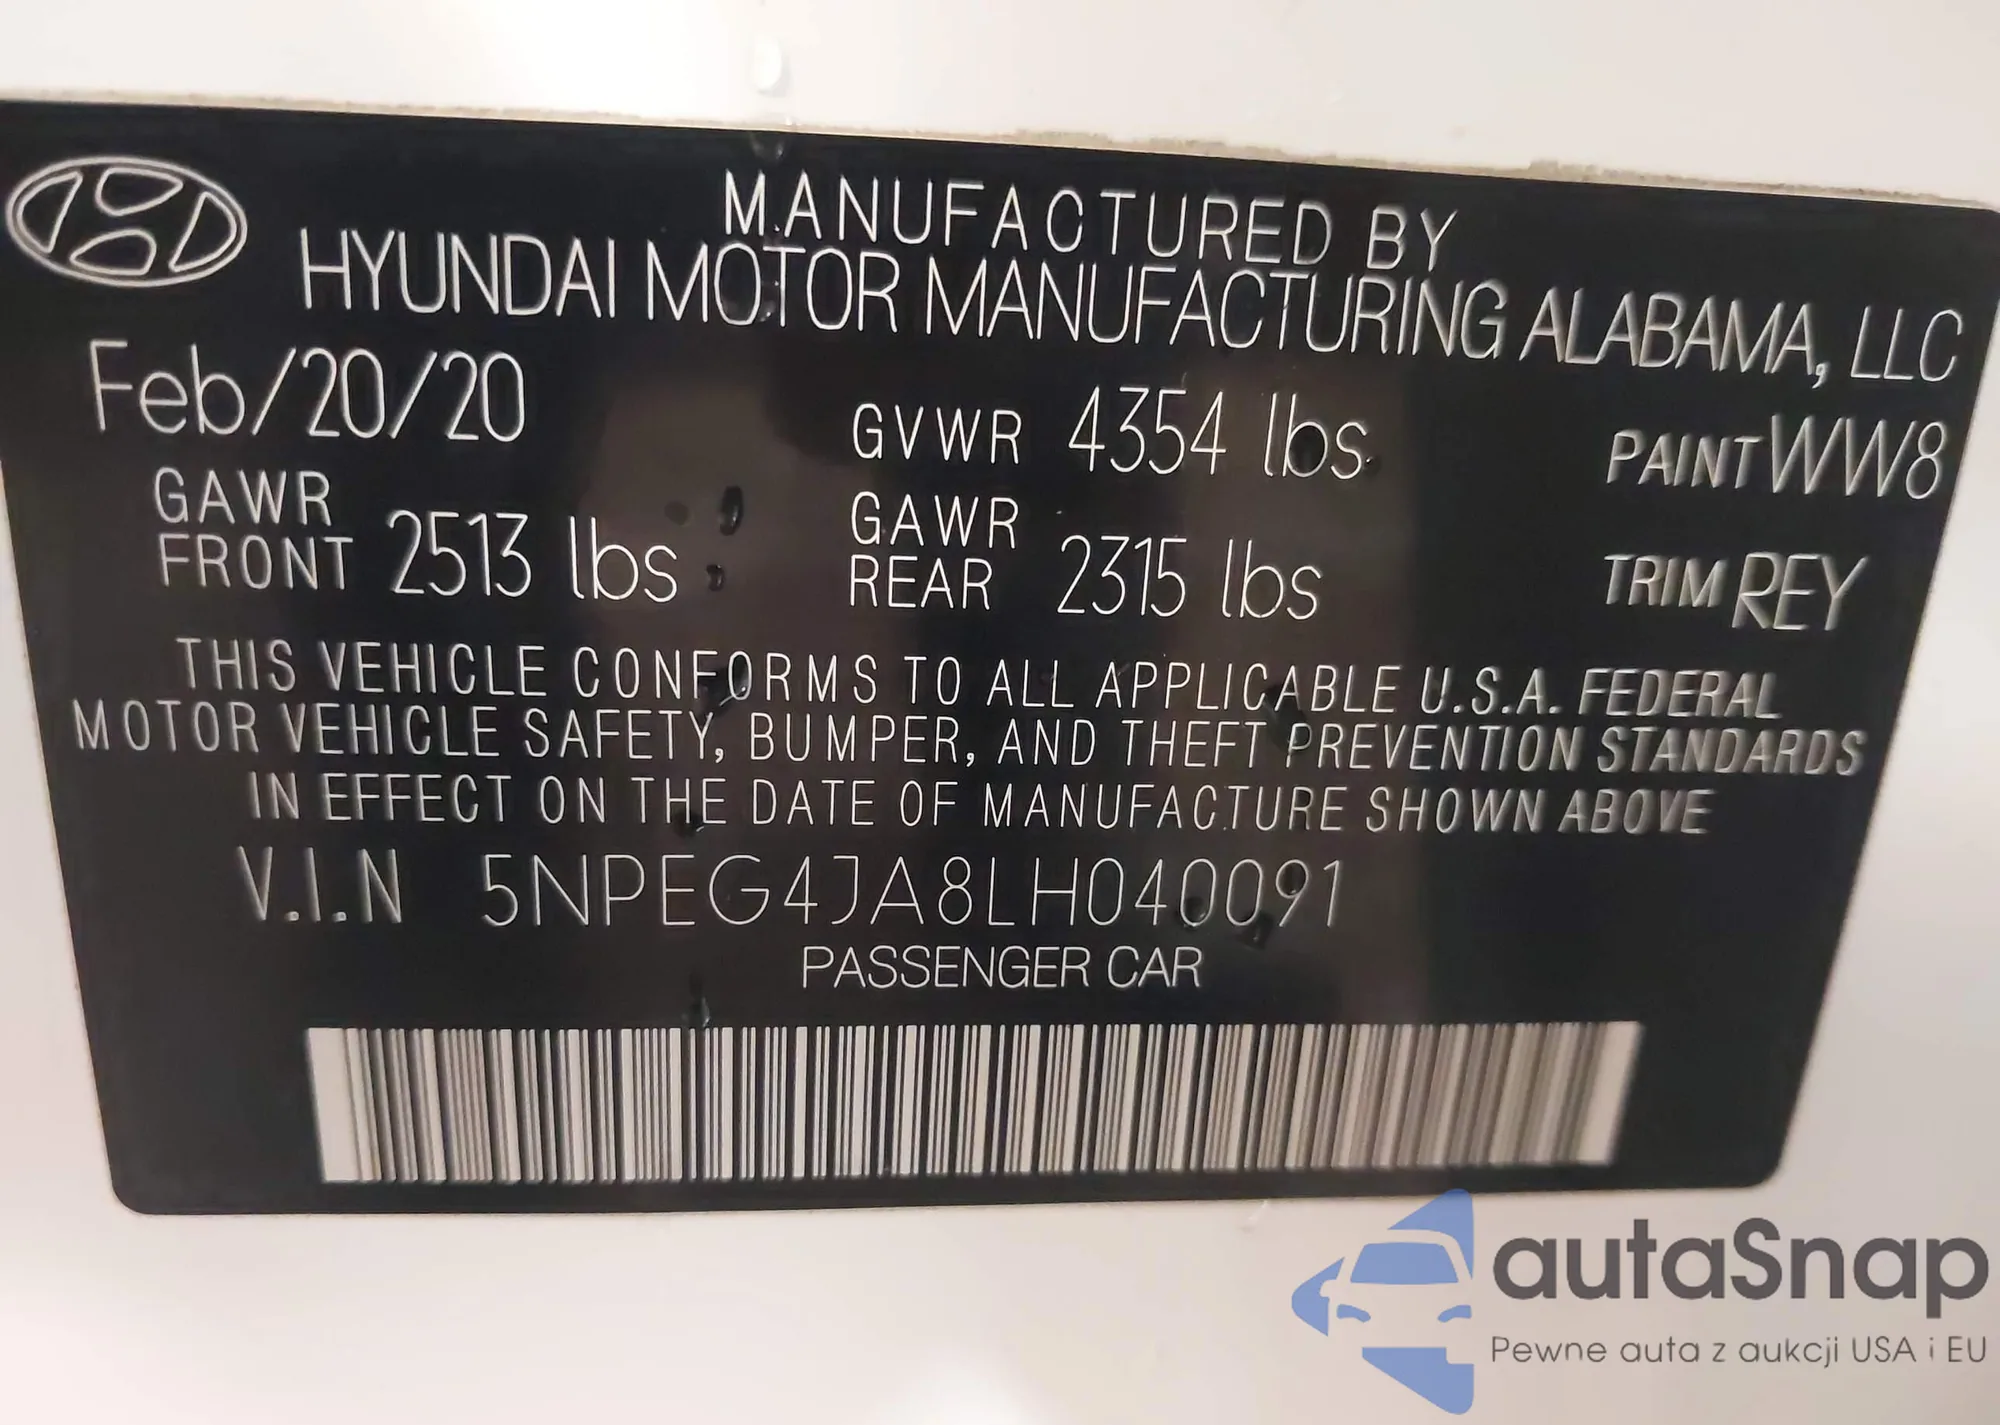 MANUFACTURED BY
HYUNDAI MOTOR MANUFACTURING ALABAMA, LLC
Feb/20/20
GVWR 4354 lbs
PAINT WW8
GAWR
FRONT 2513 lbs
GAWR
REAR 2315 lbs
TRIM REY
THIS VEHICLE CONFORMS TO ALL APPLICABLE U.S.A. FEDERAL
MOTOR VEHICLE SAFETY, BUMPER, AND THEFT PREVENTION STANDARDS
IN EFFECT ON THE DATE OF MANUFACTURE SHOWN ABOVE
V.I.N 5NPEG4JA8LH040091
PASSENGER CAR
autaSnap
Pewne auta z aukcji USA i EU